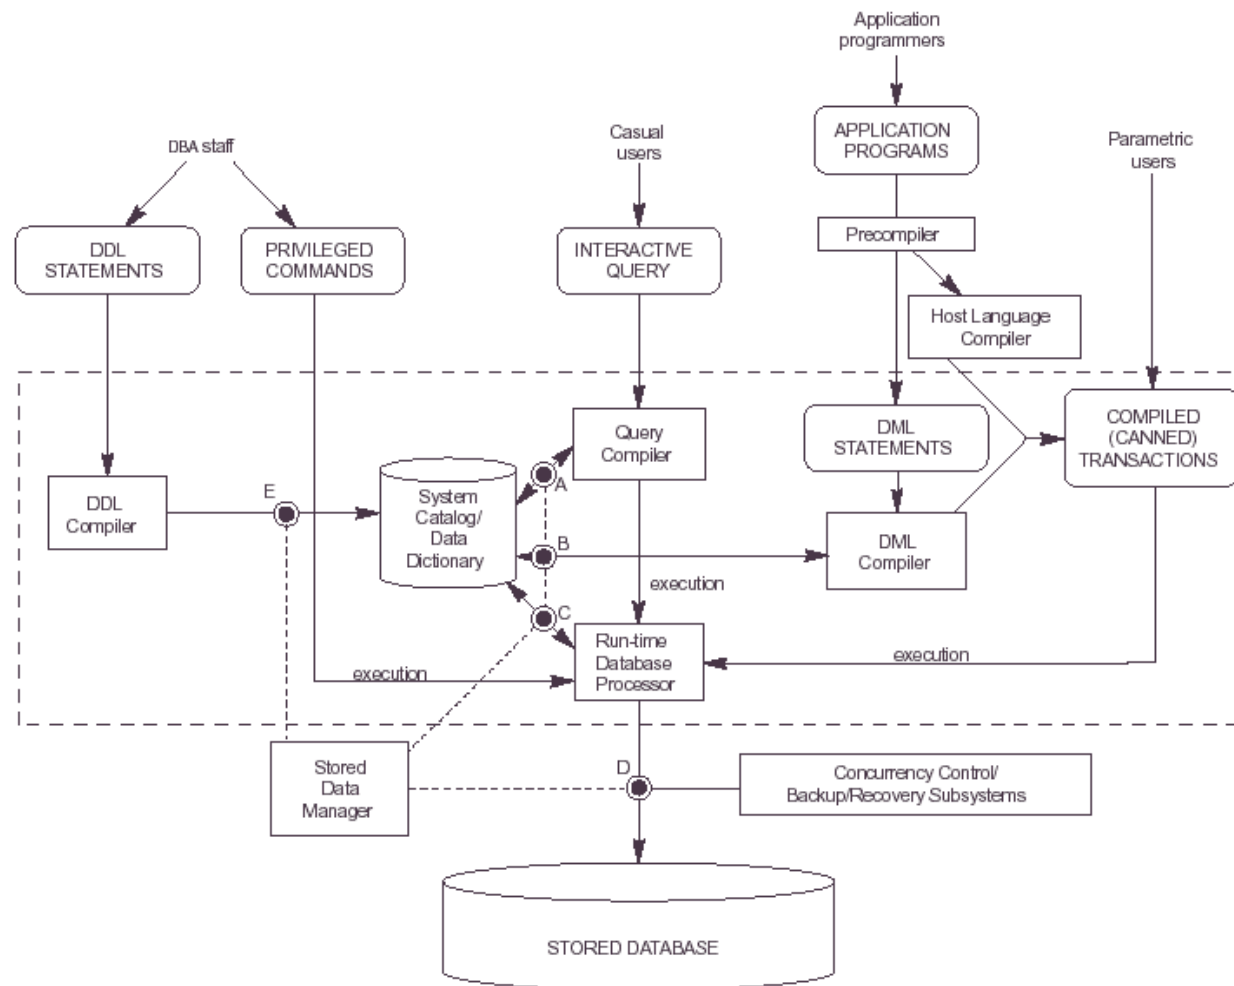 Application
programmers
DBA staff
Casual
users
APPLICATION
PROGRAMS
Parametric
users
DDL
STATEMENTS
PRIVILEGED
COMMANDS
INTERACTIVE
QUERY
Precompiler
Host Language
Compiler
Query
Compiler
DML
STATEMENTS
COMPILED
(CANNED)
TRANSACTIONS
DDL
Compiler
E
System
Catalog/
Data
Dictionary
A
B
C
DML
Compiler
execution
Run-time
Database
Processor
execution
execution
Stored
Data
Manager
D
Concurrency Control/
Backup/Recovery Subsystems
STORED DATABASE